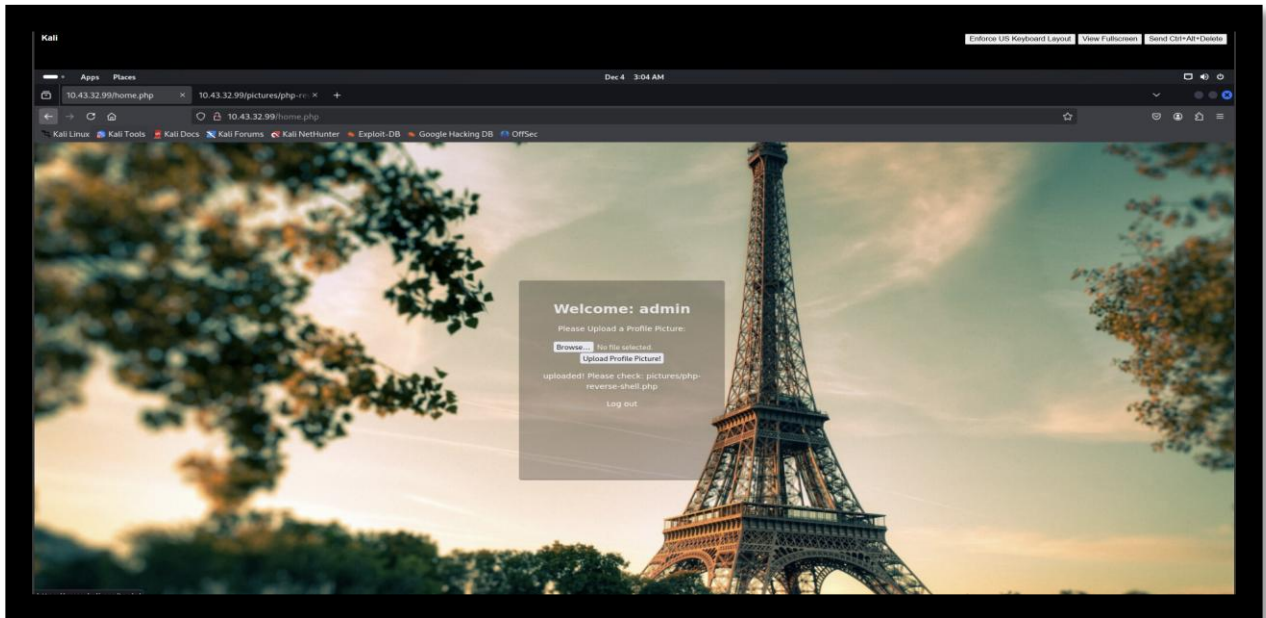 Kali
Enforce US Keyboard Layout View Fullscreen Send Ctrl+Alt+Delete
Apps Places Dec 4 3:04 AM
10.43.32.99/home.php 10.43.32.99/pictures/php-re
10.43.32.99/home.php
Kali Linux Kali Tools Kali Docs Kali Forums Kali NetHunter Exploit-DB Google Hacking DB OffSec
Welcome: admin
Please Upload a Profile Picture:
Browse... No file selected.
Upload Profile Picture!
uploaded! Please check: pictures/php-
reverse-shell.php
Log out